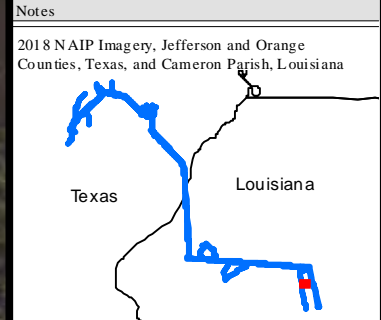 Notes
2018 NAIP Imagery, Jefferson and Orange
Counties, Texas, and Cameron Parish, Louisiana
Louisiana
Texas